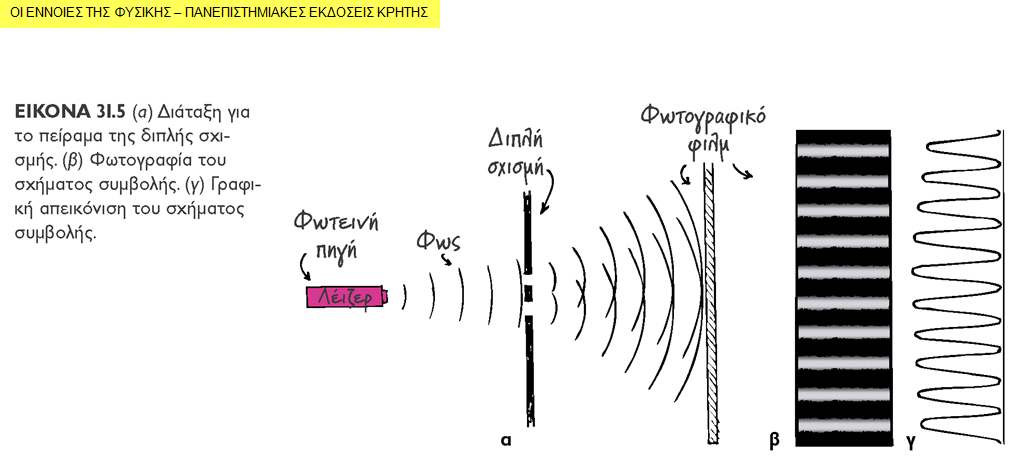 ΟΙ ΕΝΝΟΙΕΣ ΤΗΣ ΦΥΣΙΚΗΣ – ΠΑΝΕΠΙΣΤΗΜΙΑΚΕΣ ΕΚΔΟΣΕΙΣ ΚΡΗΤΗΣ
ΕΙΚΟΝΑ 31.5 (α) Διάταξη για
το πείραμα της διπλής σχι-
σμής. (β) Φωτογραφία του
σχήματος συμβολής. (γ) Γραφι-
κή απεικόνιση του σχήματος
συμβολής.
Φωτεινή
πηγή
Λέιζερ
Φως
Διπλή
σχισμή
Φωτογραφικό
φιλμ
α
β
γ